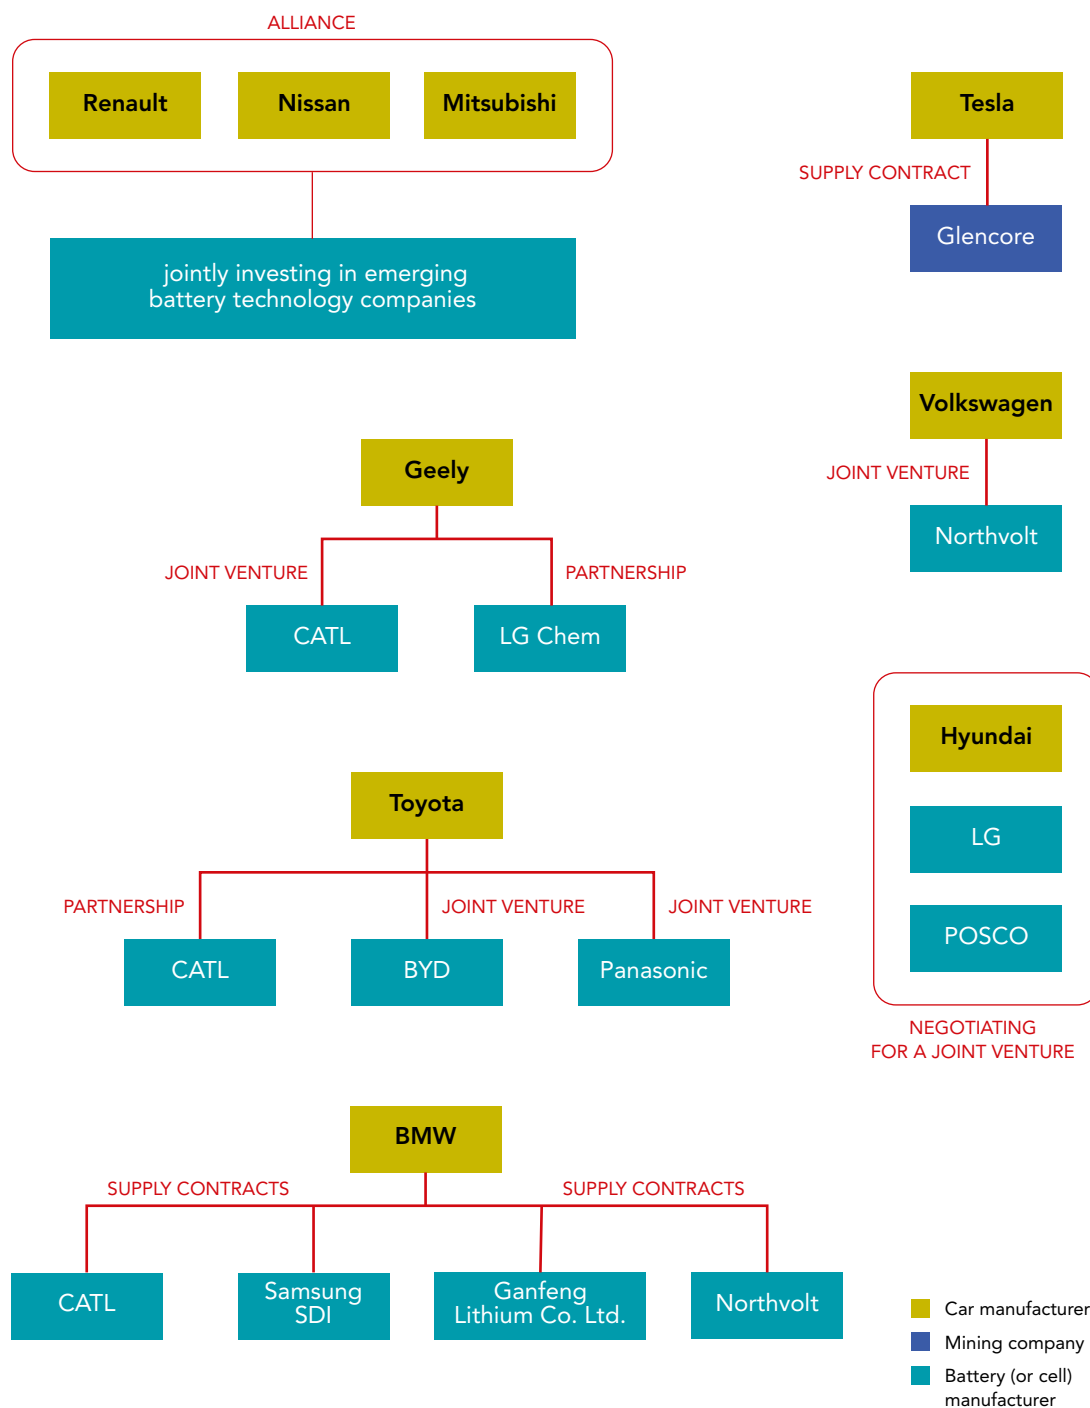 ALLIANCE
Renault
Nissan
Mitsubishi
jointly investing in emerging
battery technology companies
Tesla
SUPPLY CONTRACT
Glencore
Volkswagen
JOINT VENTURE
Northvolt
Geely
JOINT VENTURE
PARTNERSHIP
CATL
LG Chem
Hyundai
LG
POSCO
NEGOTIATING
FOR A JOINT VENTURE
Toyota
PARTNERSHIP
JOINT VENTURE
JOINT VENTURE
CATL
BYD
Panasonic
BMW
SUPPLY CONTRACTS
SUPPLY CONTRACTS
CATL
Samsung
SDI
Ganfeng
Lithium Co. Ltd.
Northvolt
Car manufacturer
Mining company
Battery (or cell)
manufacturer